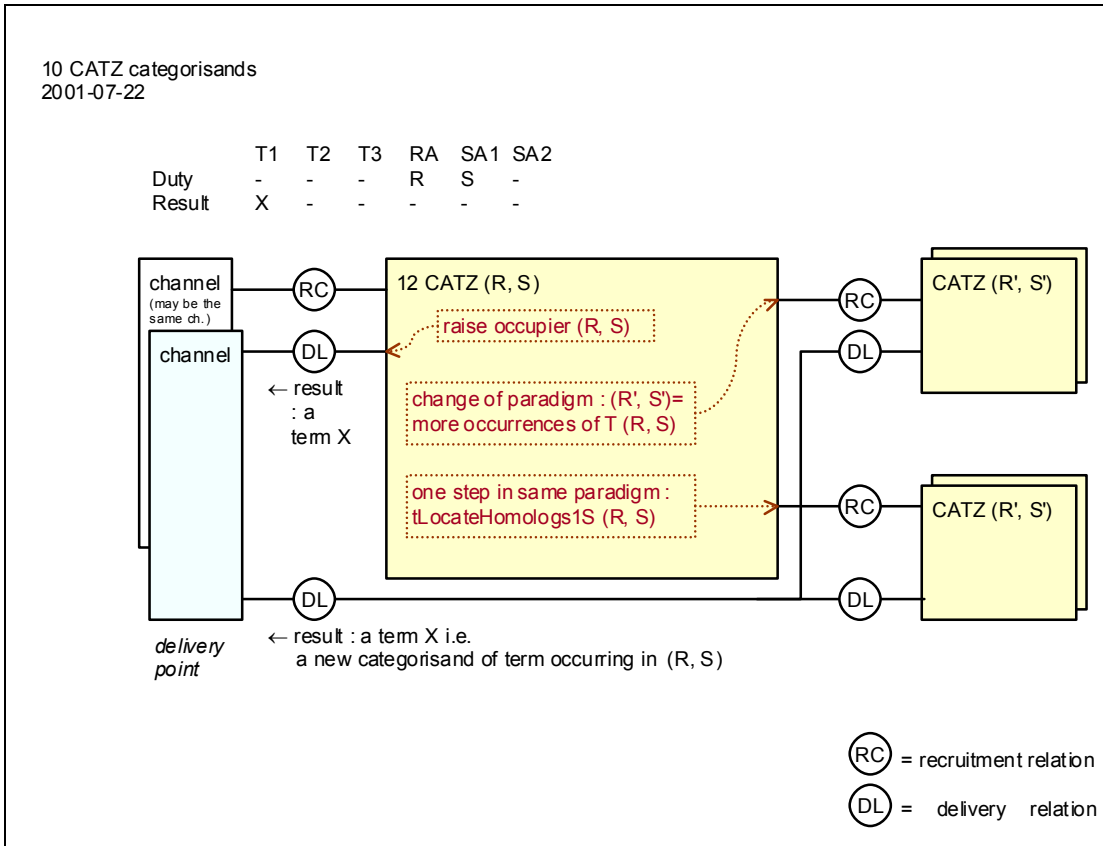 10 CATZ categorisands
2001-07-22
T1 T2 T3 RA SA1 SA2
Duty - - - R S -
Result X - - - - -
channel
(may be the
same ch.)
RC
12 CATZ (R, S)
RC
CATZ (R', S')
raise occupier (R, S)
channel
DL
DL
← result
: a
term X
change of paradigm : (R', S')=
more occurrences of T (R, S)
one step in same paradigm :
tLocateHomologs1S (R, S)
RC
CATZ (R', S')
DL
DL
delivery
point
← result : a term X i.e.
a new categorisand of term occurring in (R, S)
RC = recruitment relation
DL = delivery relation